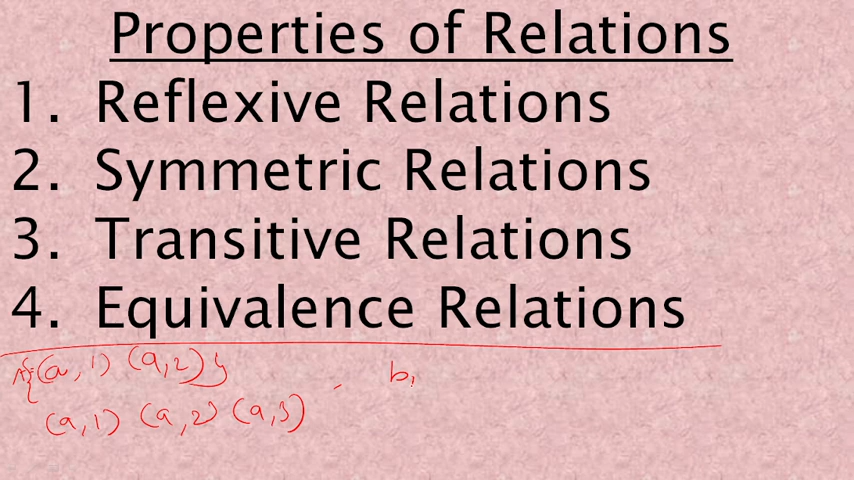 Properties of Relations
1. Reflexive Relations
2. Symmetric Relations
3. Transitive Relations
4. Equivalence Relations
{(a,1) (a,2)} b,
(a,1) (a,2) (a,3)